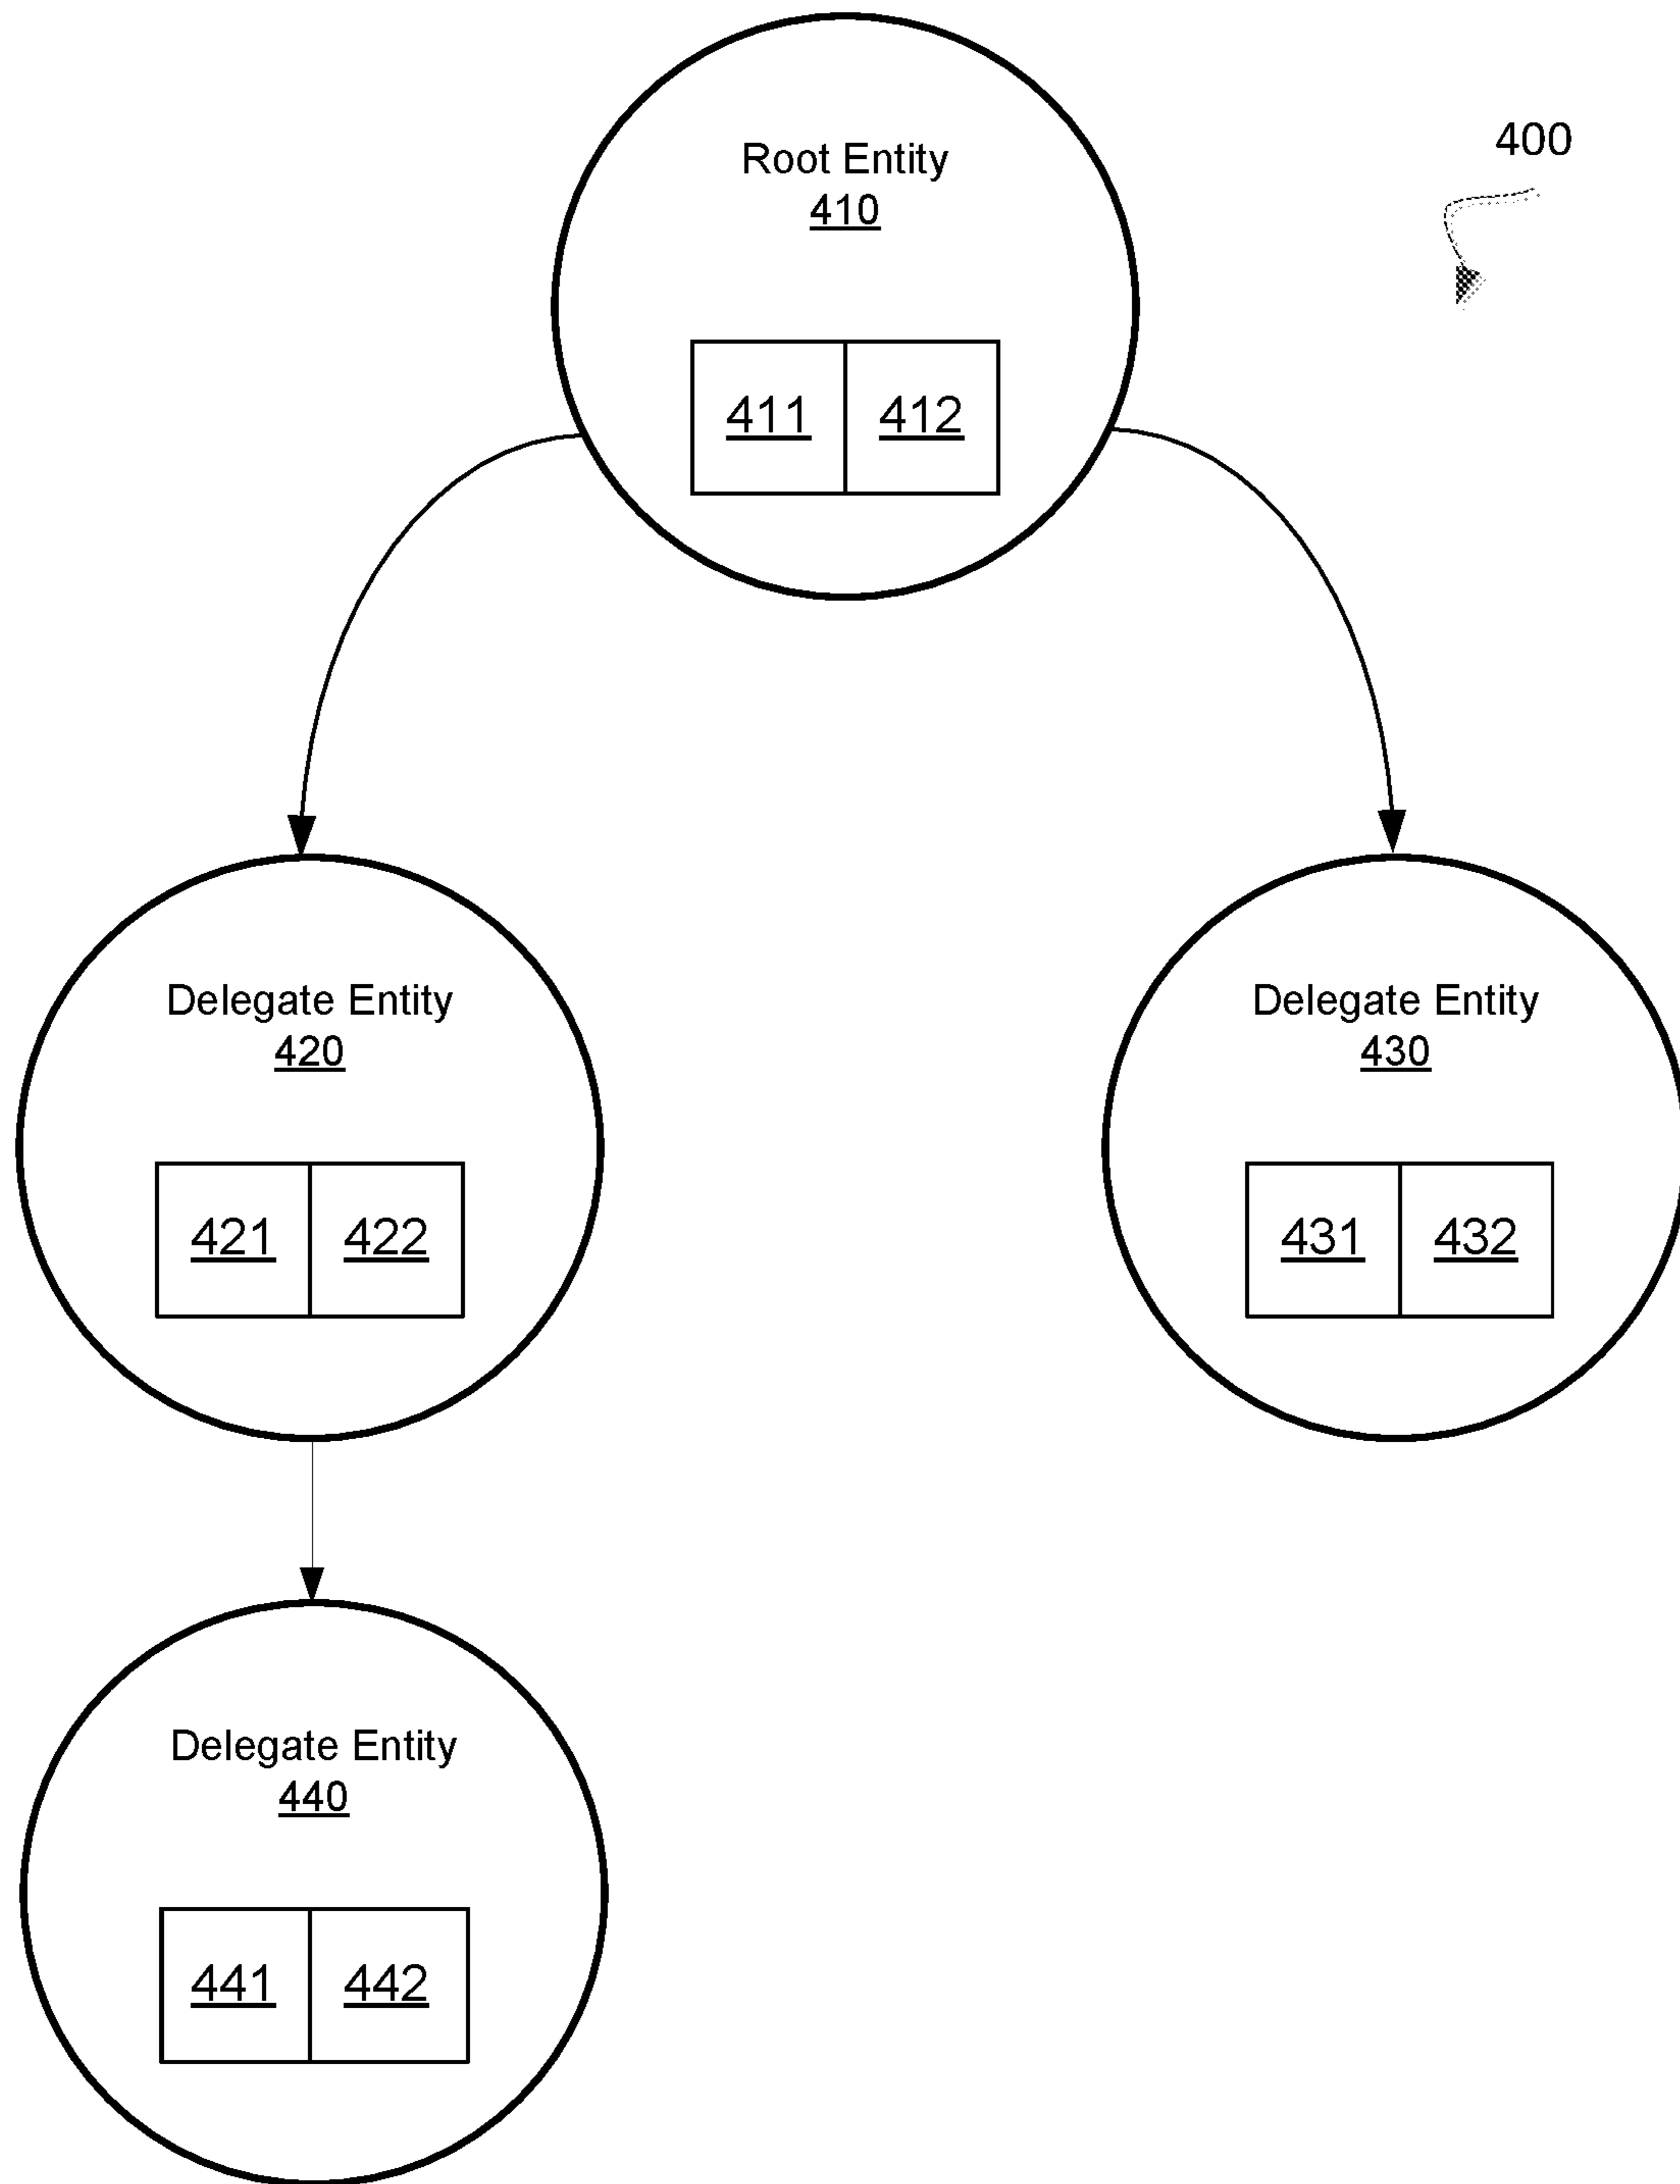 400
Root Entity
410
411 412
Delegate Entity
420
421 422
Delegate Entity
430
431 432
Delegate Entity
440
441 442